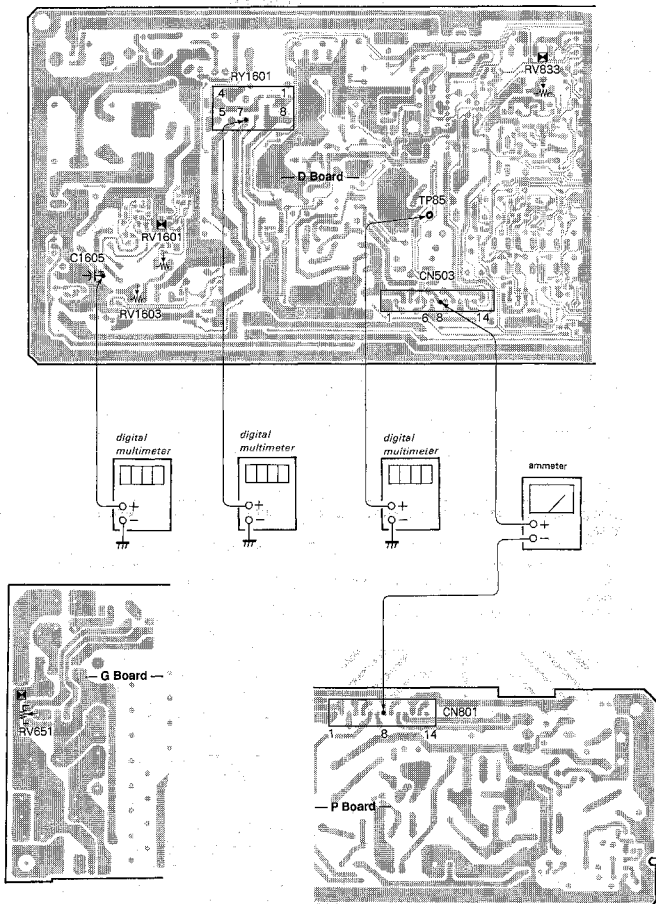 RY1601
4 1
5 7 8
RV833
D Board
TP85
RV1601
C1605
RV1603
CN503
1 6 8 14
digital multimeter
+
−
digital multimeter
+
−
digital multimeter
+
−
ammeter
+
−
G Board
RV651
CN801
1 8 14
P Board